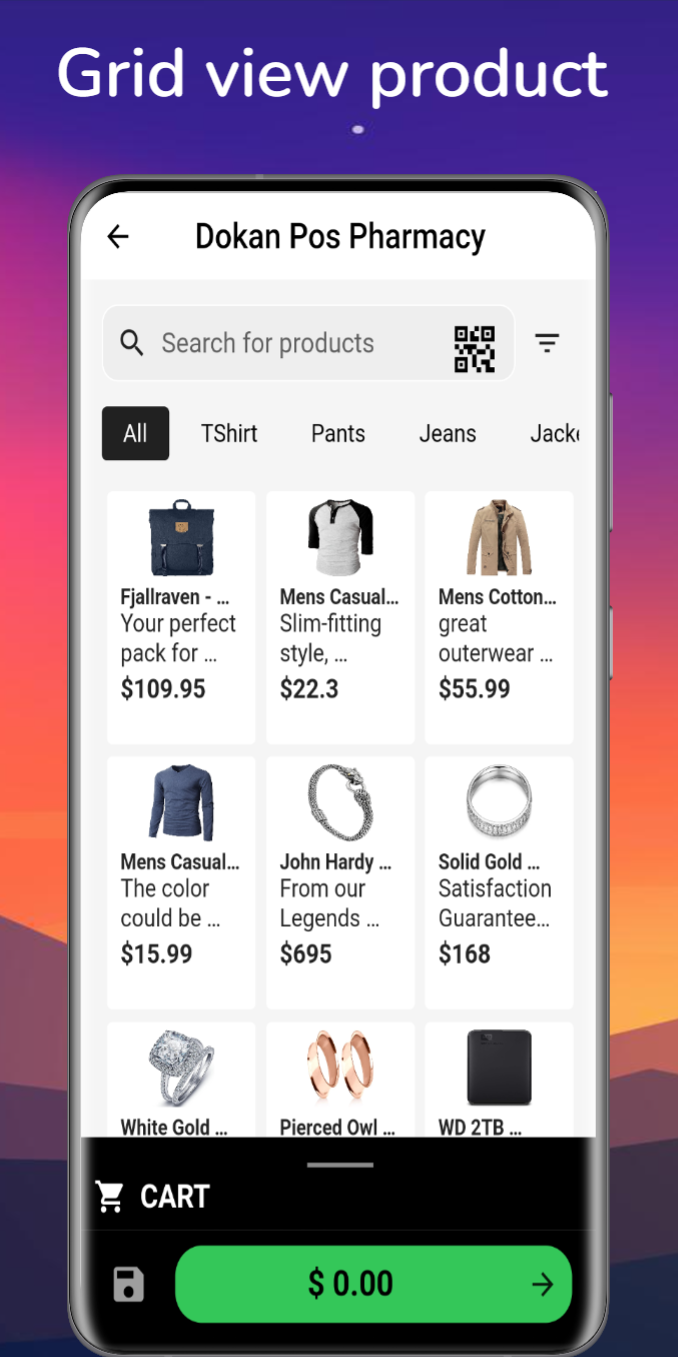 Grid view product
Dokan Pos Pharmacy
Search for products
All TShirt Pants Jeans Jacke
Fjallraven - ...
Your perfect
pack for ...
$109.95
Mens Casual...
Slim-fitting
style, ...
$22.3
Mens Cotton...
great
outerwear ...
$55.99
Mens Casual...
The color
could be ...
$15.99
John Hardy ...
From our
Legends ...
$695
Solid Gold ...
Satisfaction
Guarantee...
$168
White Gold ...
Pierced Owl ...
WD 2TB ...
CART
$ 0.00